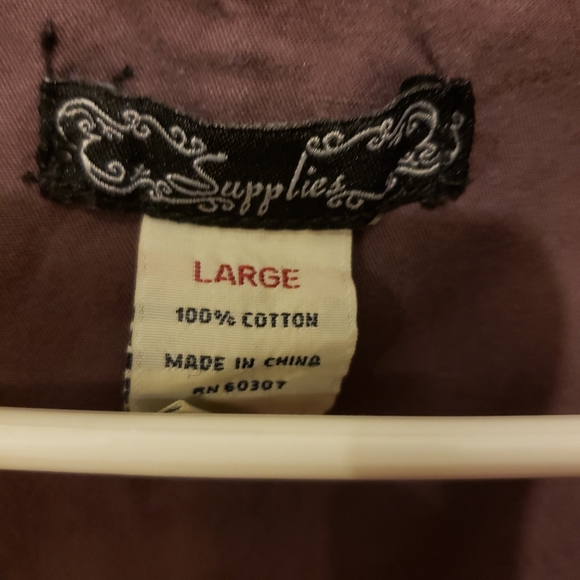 Supplies
LARGE
100% COTTON
MADE IN CHINA
RN 60307